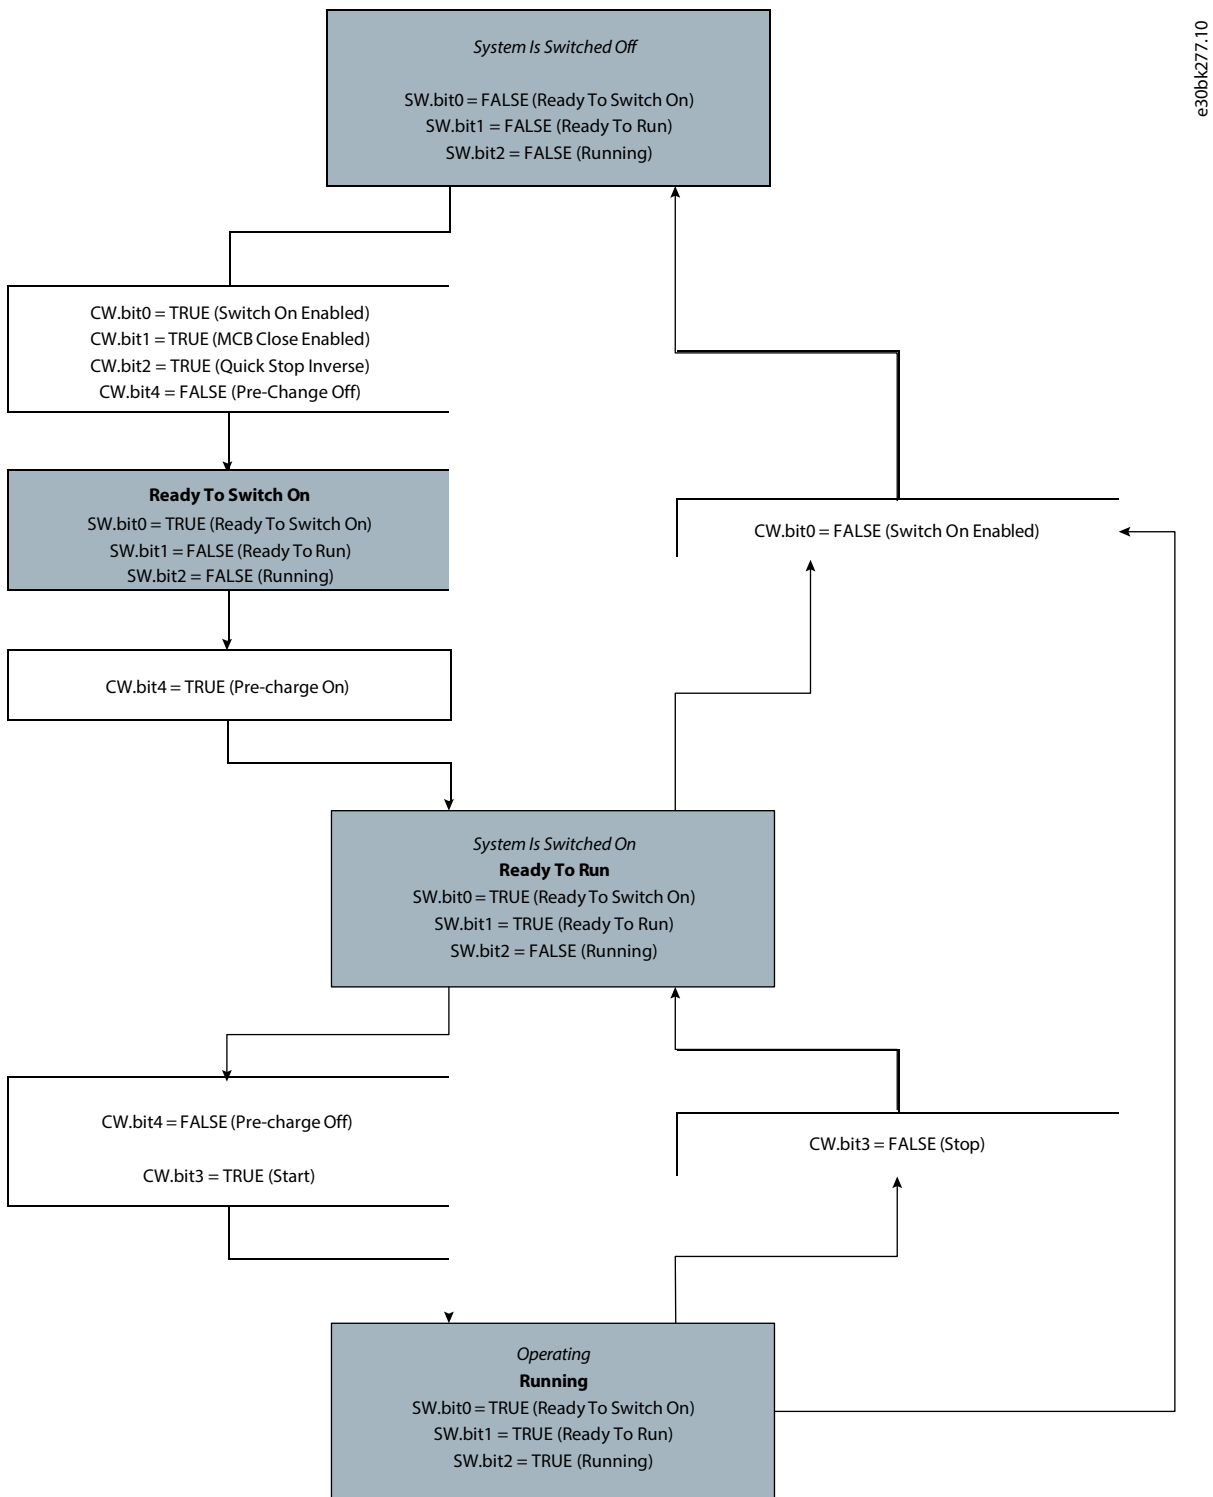 System Is Switched Off
SW.bit0 = FALSE (Ready To Switch On)
SW.bit1 = FALSE (Ready To Run)
SW.bit2 = FALSE (Running)
e30bk277.10
CW.bit0 = TRUE (Switch On Enabled)
CW.bit1 = TRUE (MCB Close Enabled)
CW.bit2 = TRUE (Quick Stop Inverse)
CW.bit4 = FALSE (Pre-Change Off)
Ready To Switch On
SW.bit0 = TRUE (Ready To Switch On)
SW.bit1 = FALSE (Ready To Run)
SW.bit2 = FALSE (Running)
CW.bit0 = FALSE (Switch On Enabled)
CW.bit4 = TRUE (Pre-charge On)
System Is Switched On
Ready To Run
SW.bit0 = TRUE (Ready To Switch On)
SW.bit1 = TRUE (Ready To Run)
SW.bit2 = FALSE (Running)
CW.bit4 = FALSE (Pre-charge Off)
CW.bit3 = TRUE (Start)
CW.bit3 = FALSE (Stop)
Operating
Running
SW.bit0 = TRUE (Ready To Switch On)
SW.bit1 = TRUE (Ready To Run)
SW.bit2 = TRUE (Running)